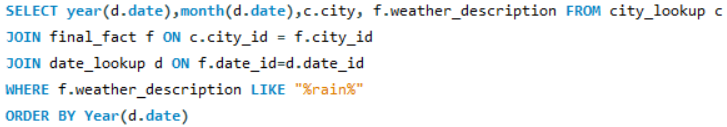 SELECT year(d.date),month(d.date),c.city, f.weather_description FROM city_lookup c
JOIN final_fact f ON c.city_id = f.city_id
JOIN date_lookup d ON f.date_id=d.date_id
WHERE f.weather_description LIKE "%rain%"
ORDER BY Year(d.date)